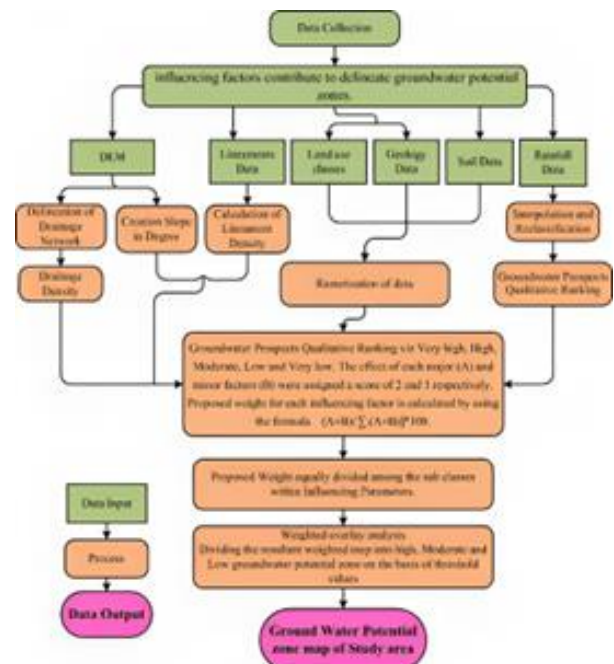 Data Collection
influencing factors contribute to delineate groundwater potential
zones.
DEM
Lineaments
Data
Land use
classes
Geology
Data
Soil Data
Rainfall
Data
Delineation of
Drainage
Network
Creation Slope
in Degree
Calculation of
Lineament
Density
Interpolation and
Reclassification
Drainage
Density
Rasterisation of data
Groundwater Prospects
Qualitative Ranking
Groundwater Prospects Qualitative Ranking viz Very high, High,
Moderate, Low and Very low. The effect of each major (A) and
minor factors (B) were assigned a score of 2 and 1 respectively.
Proposed weight for each influencing factor is calculated by using
the formula (A+B)/∑(A+B)]*100.
Proposed Weight equally divided among the sub classes
within Influencing Parameters.
Weighted overlay analysis
Dividing the resultant weighted map into high, Moderate and
Low groundwater potential zone on the basis of threshold
values
Ground Water Potential
zone map of Study area
Data Input
Process
Data Output